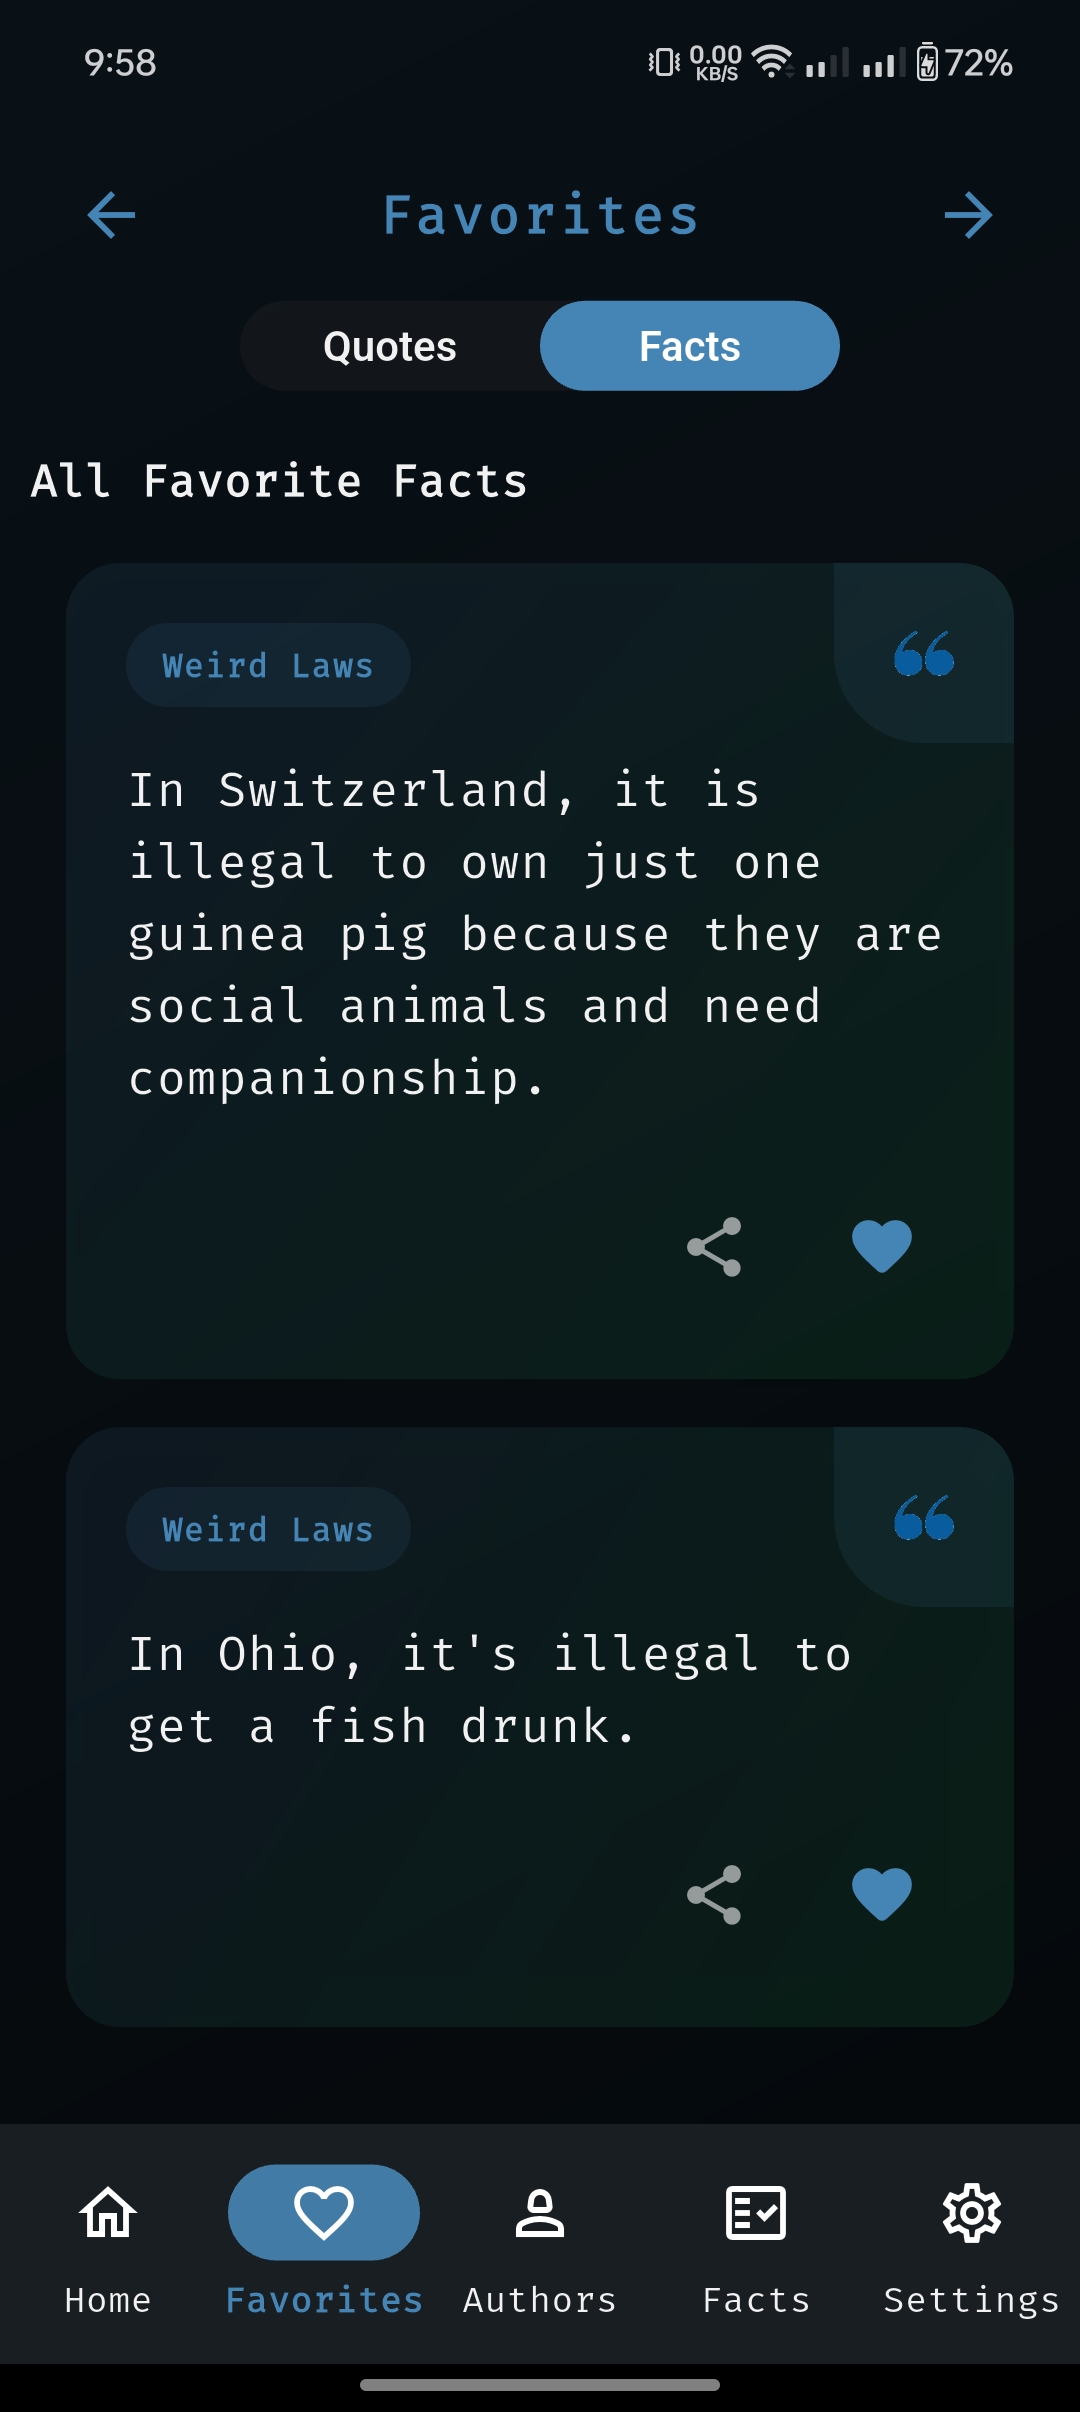 9:58
0.00
KB/S
72%
Favorites
Quotes
Facts
All Favorite Facts
Weird Laws
In Switzerland, it is
illegal to own just one
guinea pig because they are
social animals and need
companionship.
Weird Laws
In Ohio, it's illegal to
get a fish drunk.
Home
Favorites
Authors
Facts
Settings